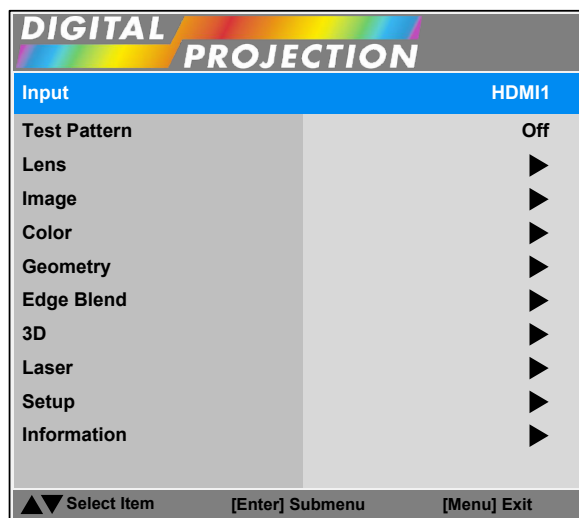 DIGITAL
PROJECTION
Input HDMI1
Test Pattern Off
Lens
Image
Color
Geometry
Edge Blend
3D
Laser
Setup
Information
Select Item [Enter] Submenu [Menu] Exit